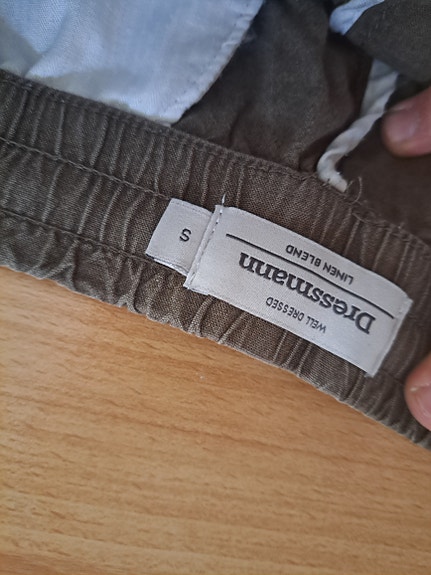 WELL DRESSED
Dressmann
LINEN BLEND
S